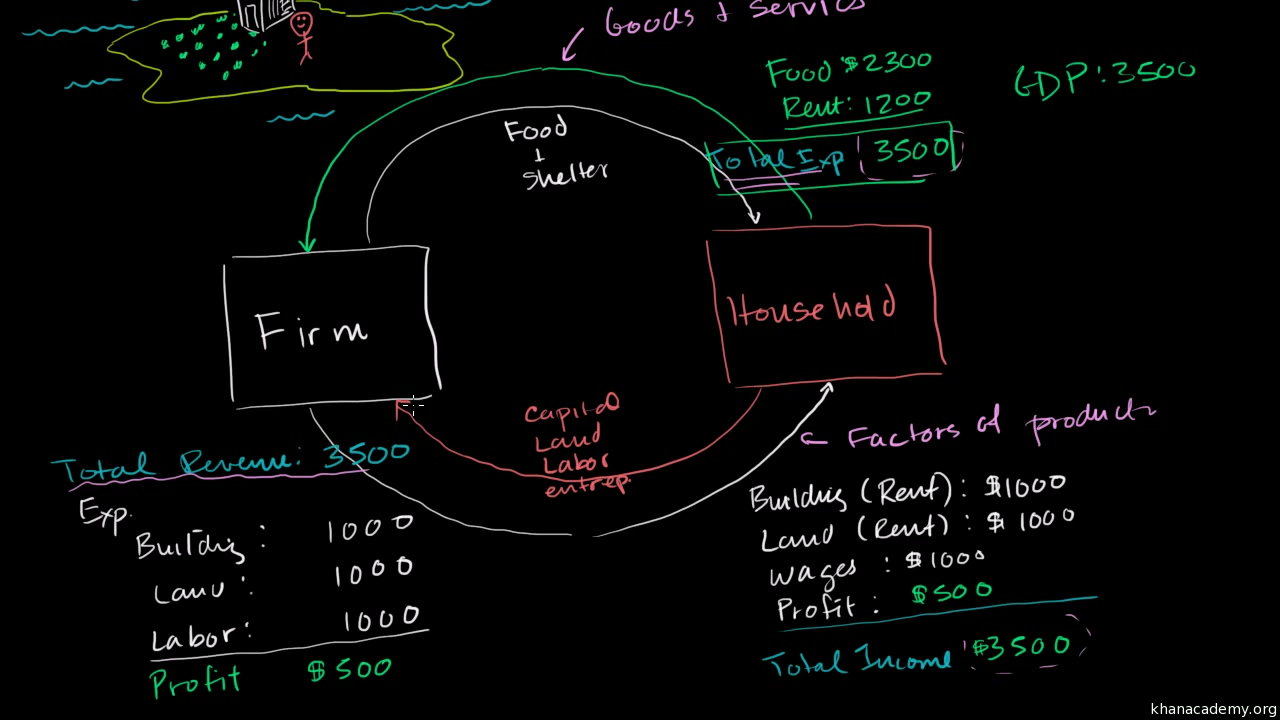 Goods + service
Food $2300
Rent: 1200
Total Exp 3500
GDP: 3500
Food
+
Shelter
Firm
Household
Capital
Land
Labor
entrep.
Factors of product
Total Revenue: 3500
Exp.
Building: 1000
Land: 1000
Labor: 1000
Profit $500
Building (Rent): $1000
Land (Rent): $1000
Wages: $1000
Profit: $500
Total Income $3500
khanacademy.org